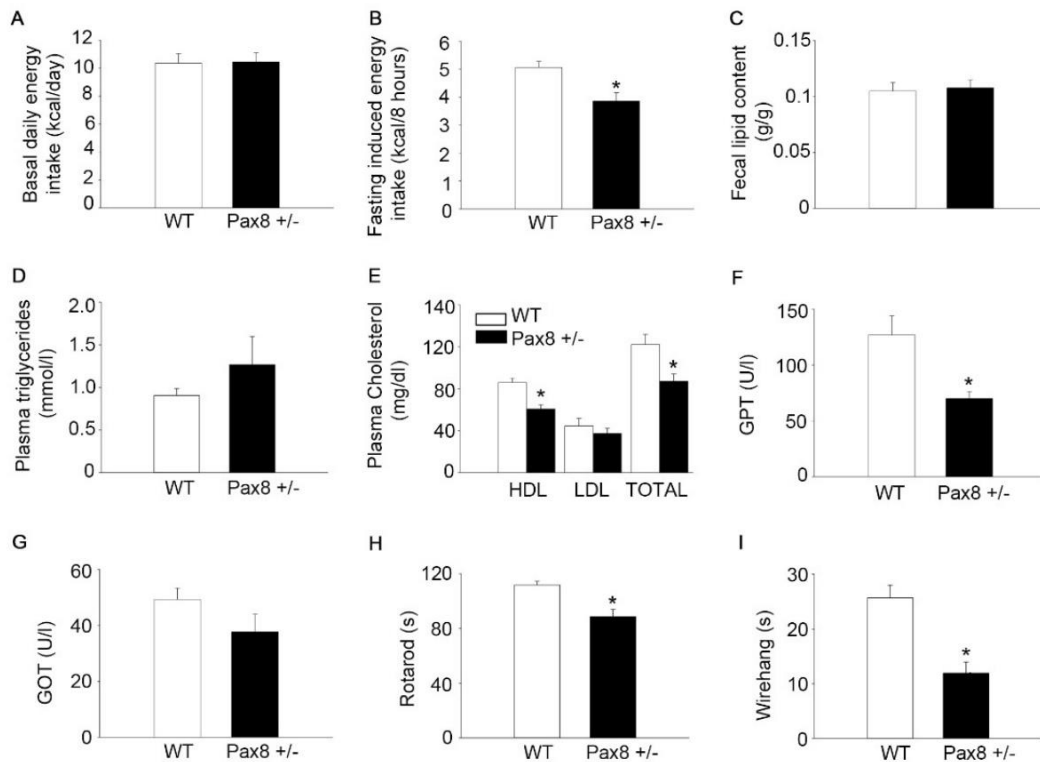 A
Basal daily energy
intake (kcal/day)
12
10
8
6
4
2
0
WT Pax8 +/-
B
Fasting induced energy
intake (kcal/8 hours)
6
5
4
3
2
1
0
*
WT Pax8 +/-
C
Fecal lipid content
(g/g)
0.15
0.1
0.05
0
WT Pax8 +/-
D
Plasma triglycerides
(mmol/l)
2.0
1.5
1.0
0.5
0
WT Pax8 +/-
E
Plasma Cholesterol
(mg/dl)
160
120
80
40
0
WT
Pax8 +/-
*
*
HDL LDL TOTAL
F
GPT (U/l)
150
100
50
0
*
WT Pax8 +/-
G
GOT (U/l)
60
40
20
0
WT Pax8 +/-
H
Rotarod (s)
120
80
40
0
*
WT Pax8 +/-
I
Wirehang (s)
30
20
10
0
*
WT Pax8 +/-